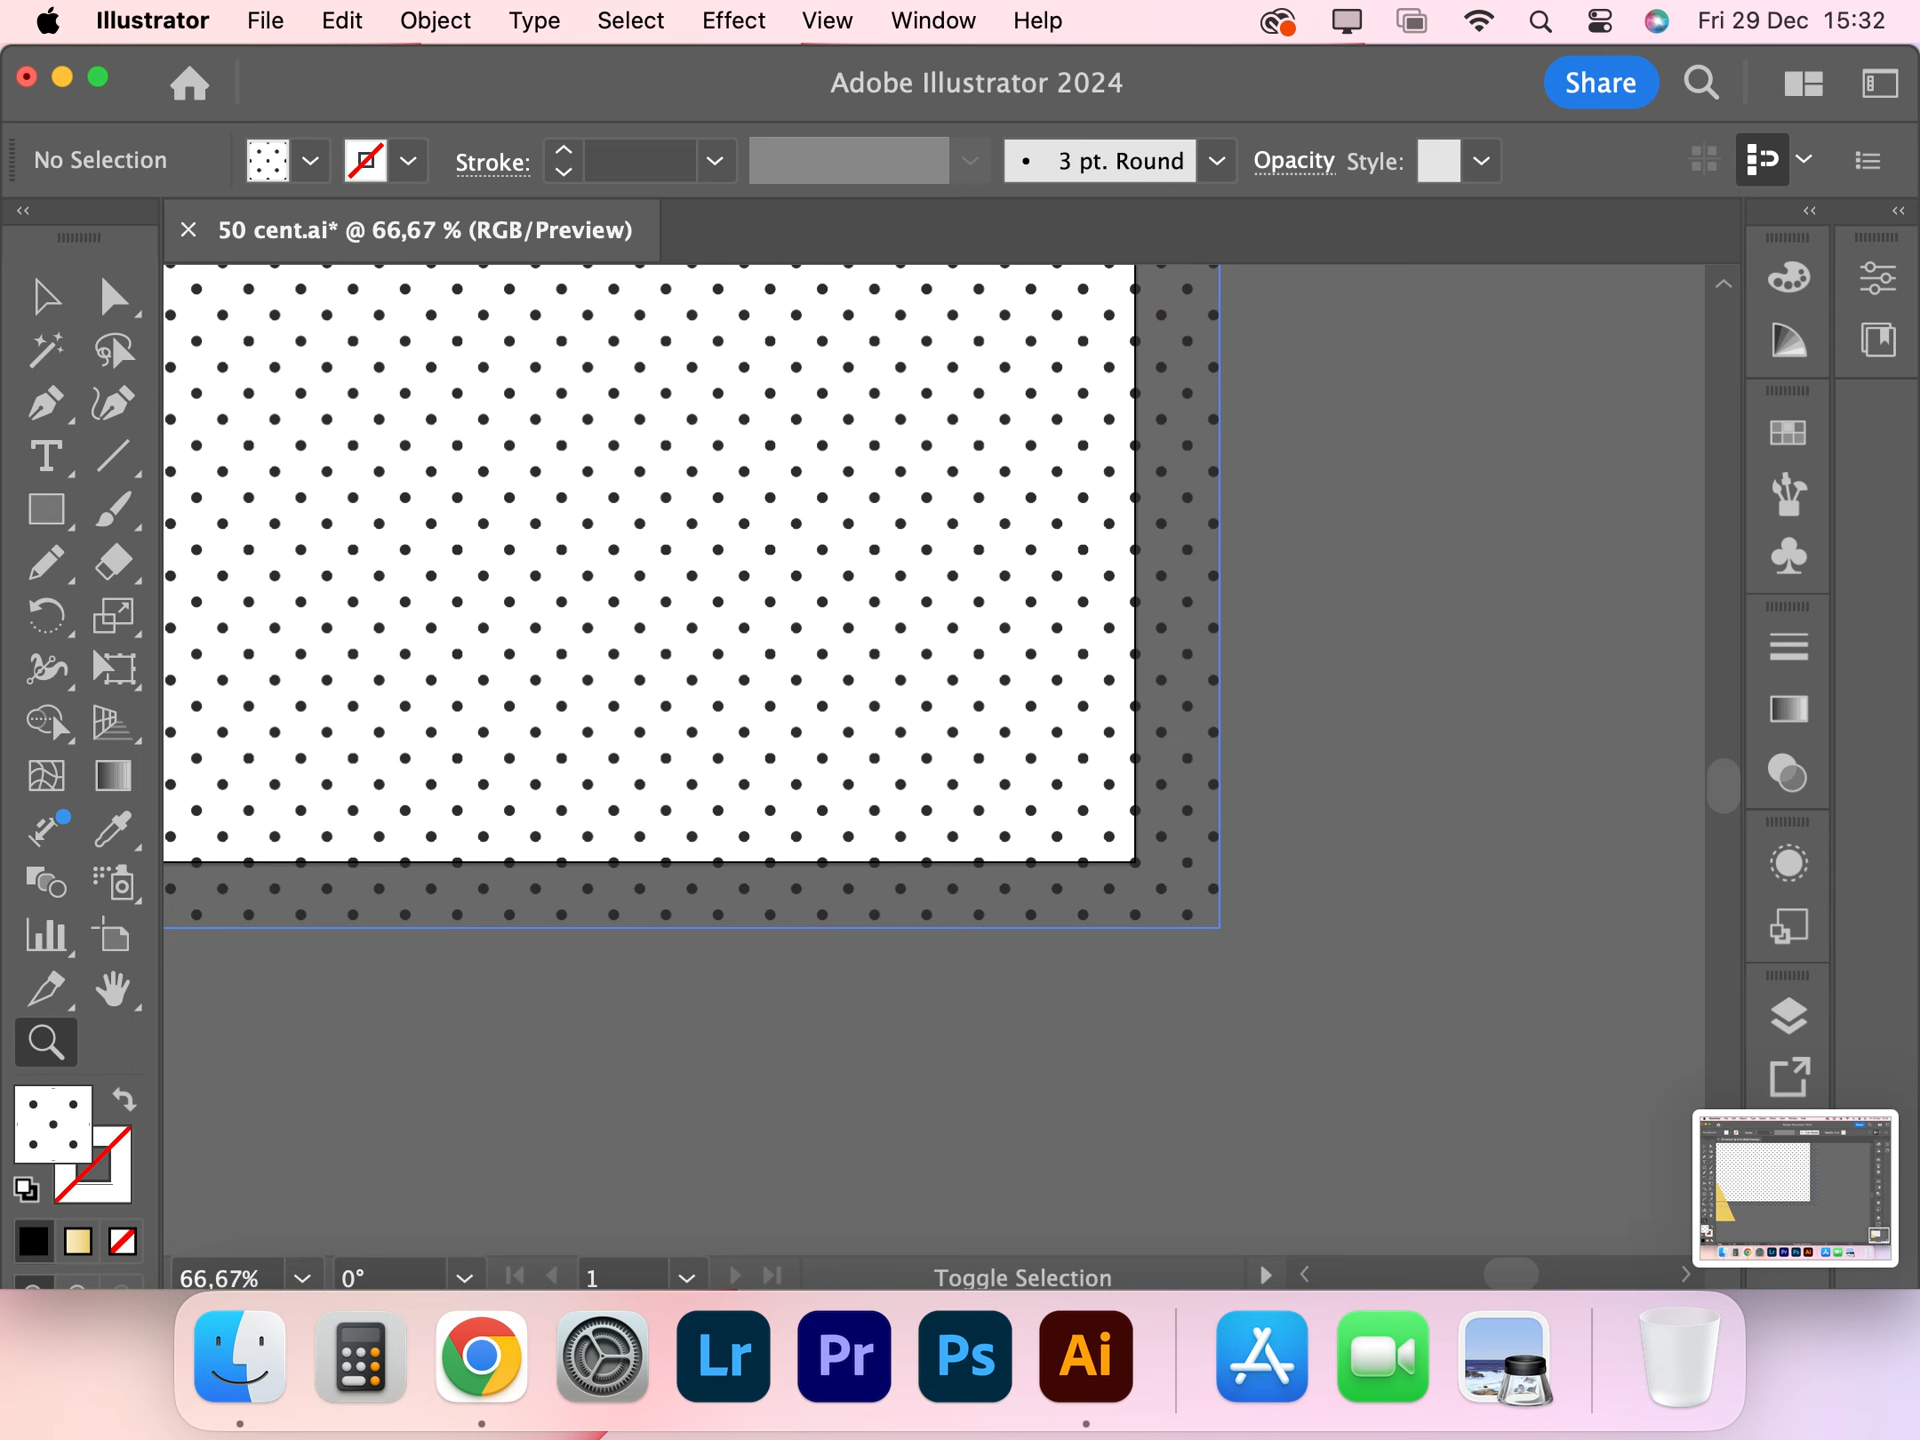 Illustrator File Edit Object Type Select Effect View Window Help Fri 29 Dec 15:32
Adobe Illustrator 2024 Share
No Selection Stroke: 3 pt. Round Opacity Style:
50 cent.ai* @ 66,67 % (RGB/Preview)
66,67% 0° 1 Toggle Selection
Lr Pr Ps Ai